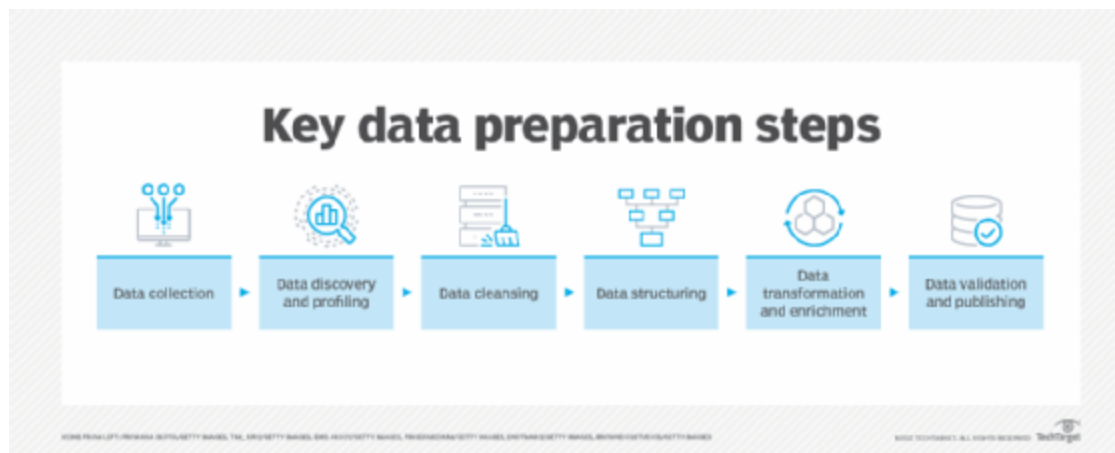 Key data preparation steps
Data collection
Data discovery
and profiling
Data cleansing
Data structuring
Data
transformation
and enrichment
Data validation
and publishing
TechTarget